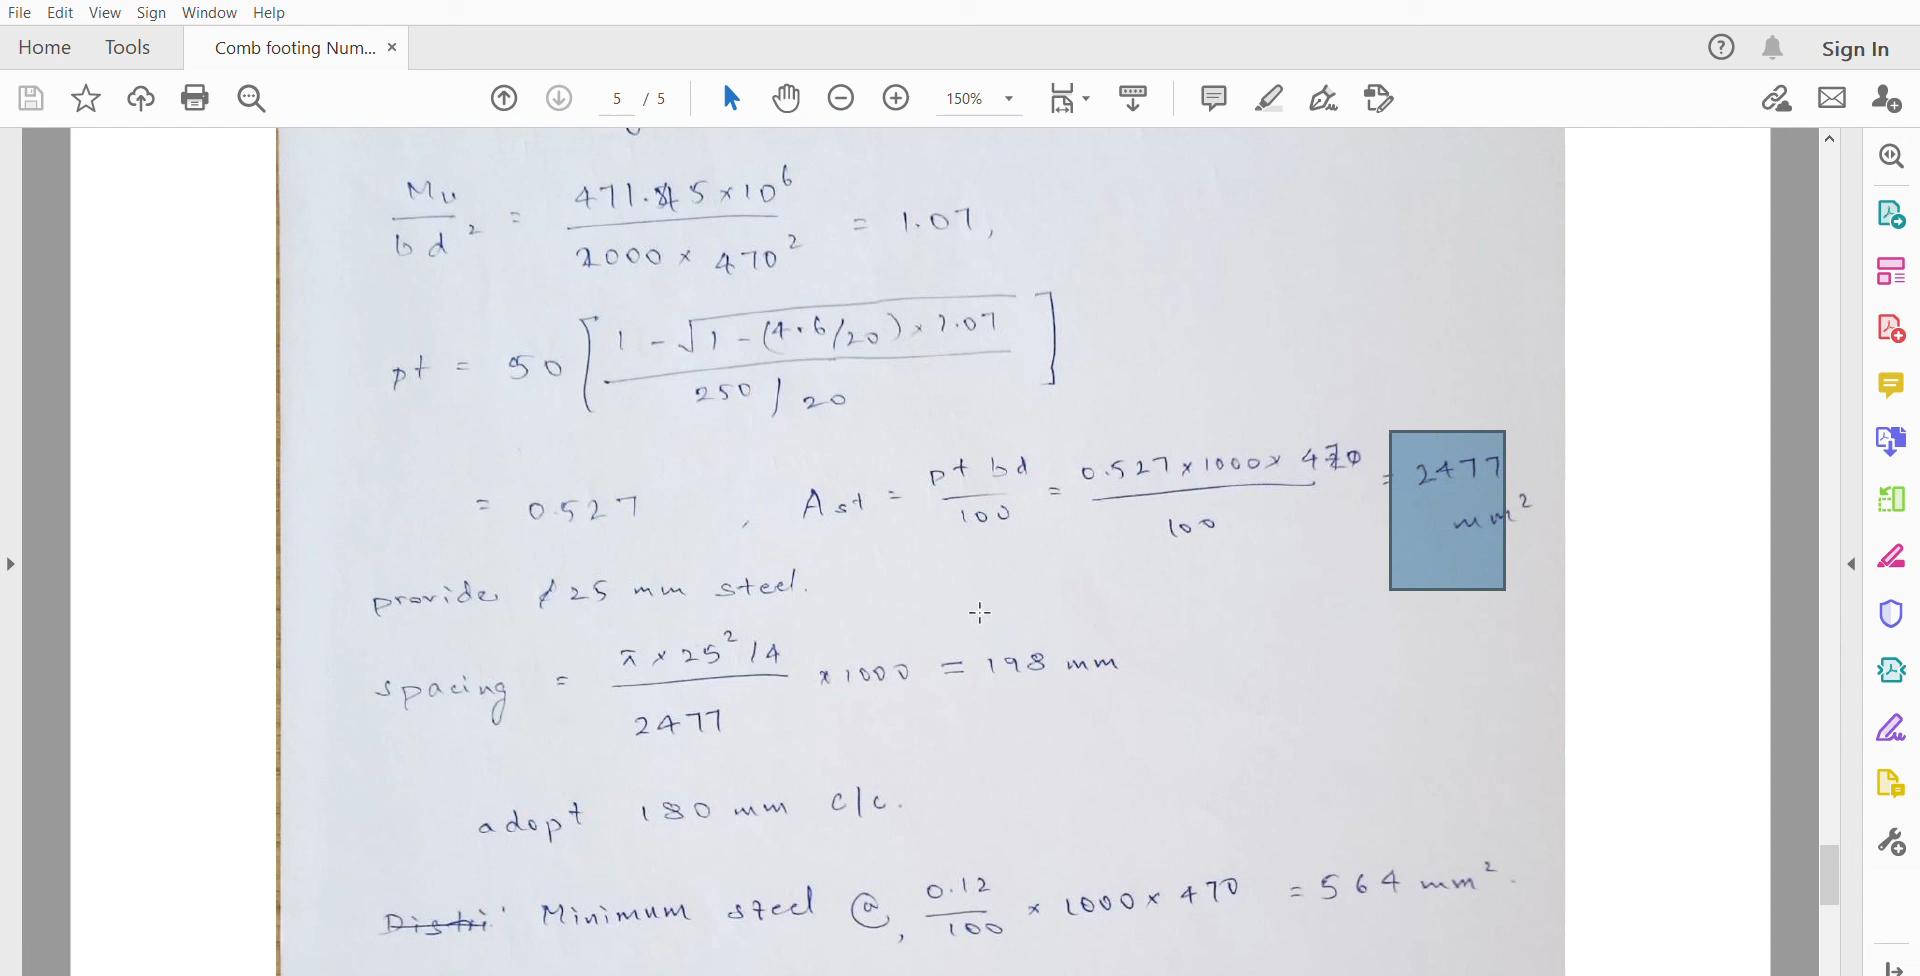 File Edit View Sign Window Help
Home Tools Comb footing Num... × Sign In
5 / 5 150%
Mu / bd² = 471.45×10⁶ / 2000 × 470² = 1.07,
pt = 50 [ 1 - √1 - (4.6/20) × 1.07 / 250 / 20 ]
= 0.527 , Ast = pt bd / 100 = 0.527 × 1000 × 470 / 100 = 2477 mm²
provide 25 mm steel.
spacing = π × 25² / 4 / 2477 × 1000 = 198 mm
adopt 180 mm c/c.
Distri Minimum steel @, 0.12 / 100 × 1000 × 470 = 564 mm².